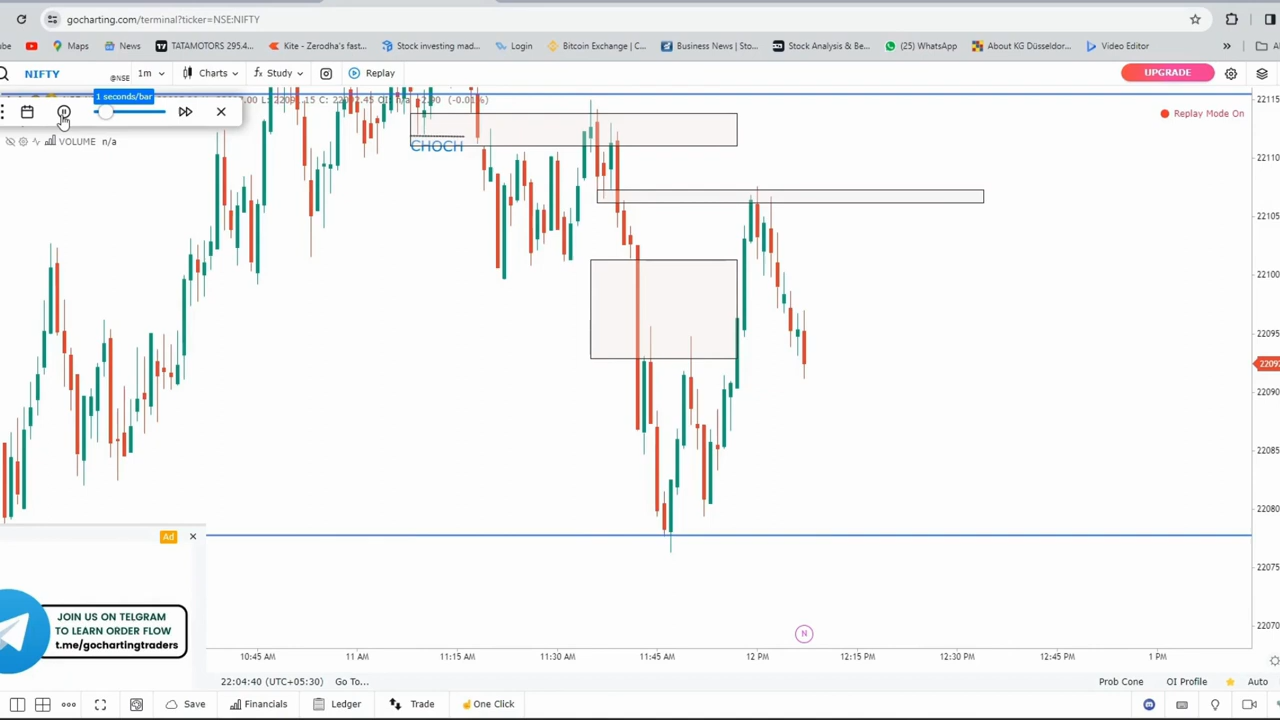 gocharting.com/terminal?ticker=NSE:NIFTY
Maps
News
TATAMOTORS 295.4...
Kite - Zerodha's fast...
Stock investing mad...
Login
Bitcoin Exchange | C...
Business News | Sto...
Stock Analysis & Be...
(25) WhatsApp
About KG Düsseldor...
Video Editor
»
NIFTY
@NSE
1m
Charts
Study
Replay
UPGRADE
1 seconds/bar
(-0.01%)
VOLUME n/a
Replay Mode On
CHOCH
22115
22110
22105
22100
22095
22090
22085
22080
22075
22070
Ad
JOIN US ON TELGRAM
TO LEARN ORDER FLOW
t.me/gochartingtraders
N
10:45 AM
11 AM
11:15 AM
11:30 AM
11:45 AM
12 PM
12:15 PM
12:30 PM
12:45 PM
1 PM
22:04:40 (UTC+05:30)
Go To...
Prob Cone
OI Profile
Auto
Save
Financials
Ledger
Trade
One Click